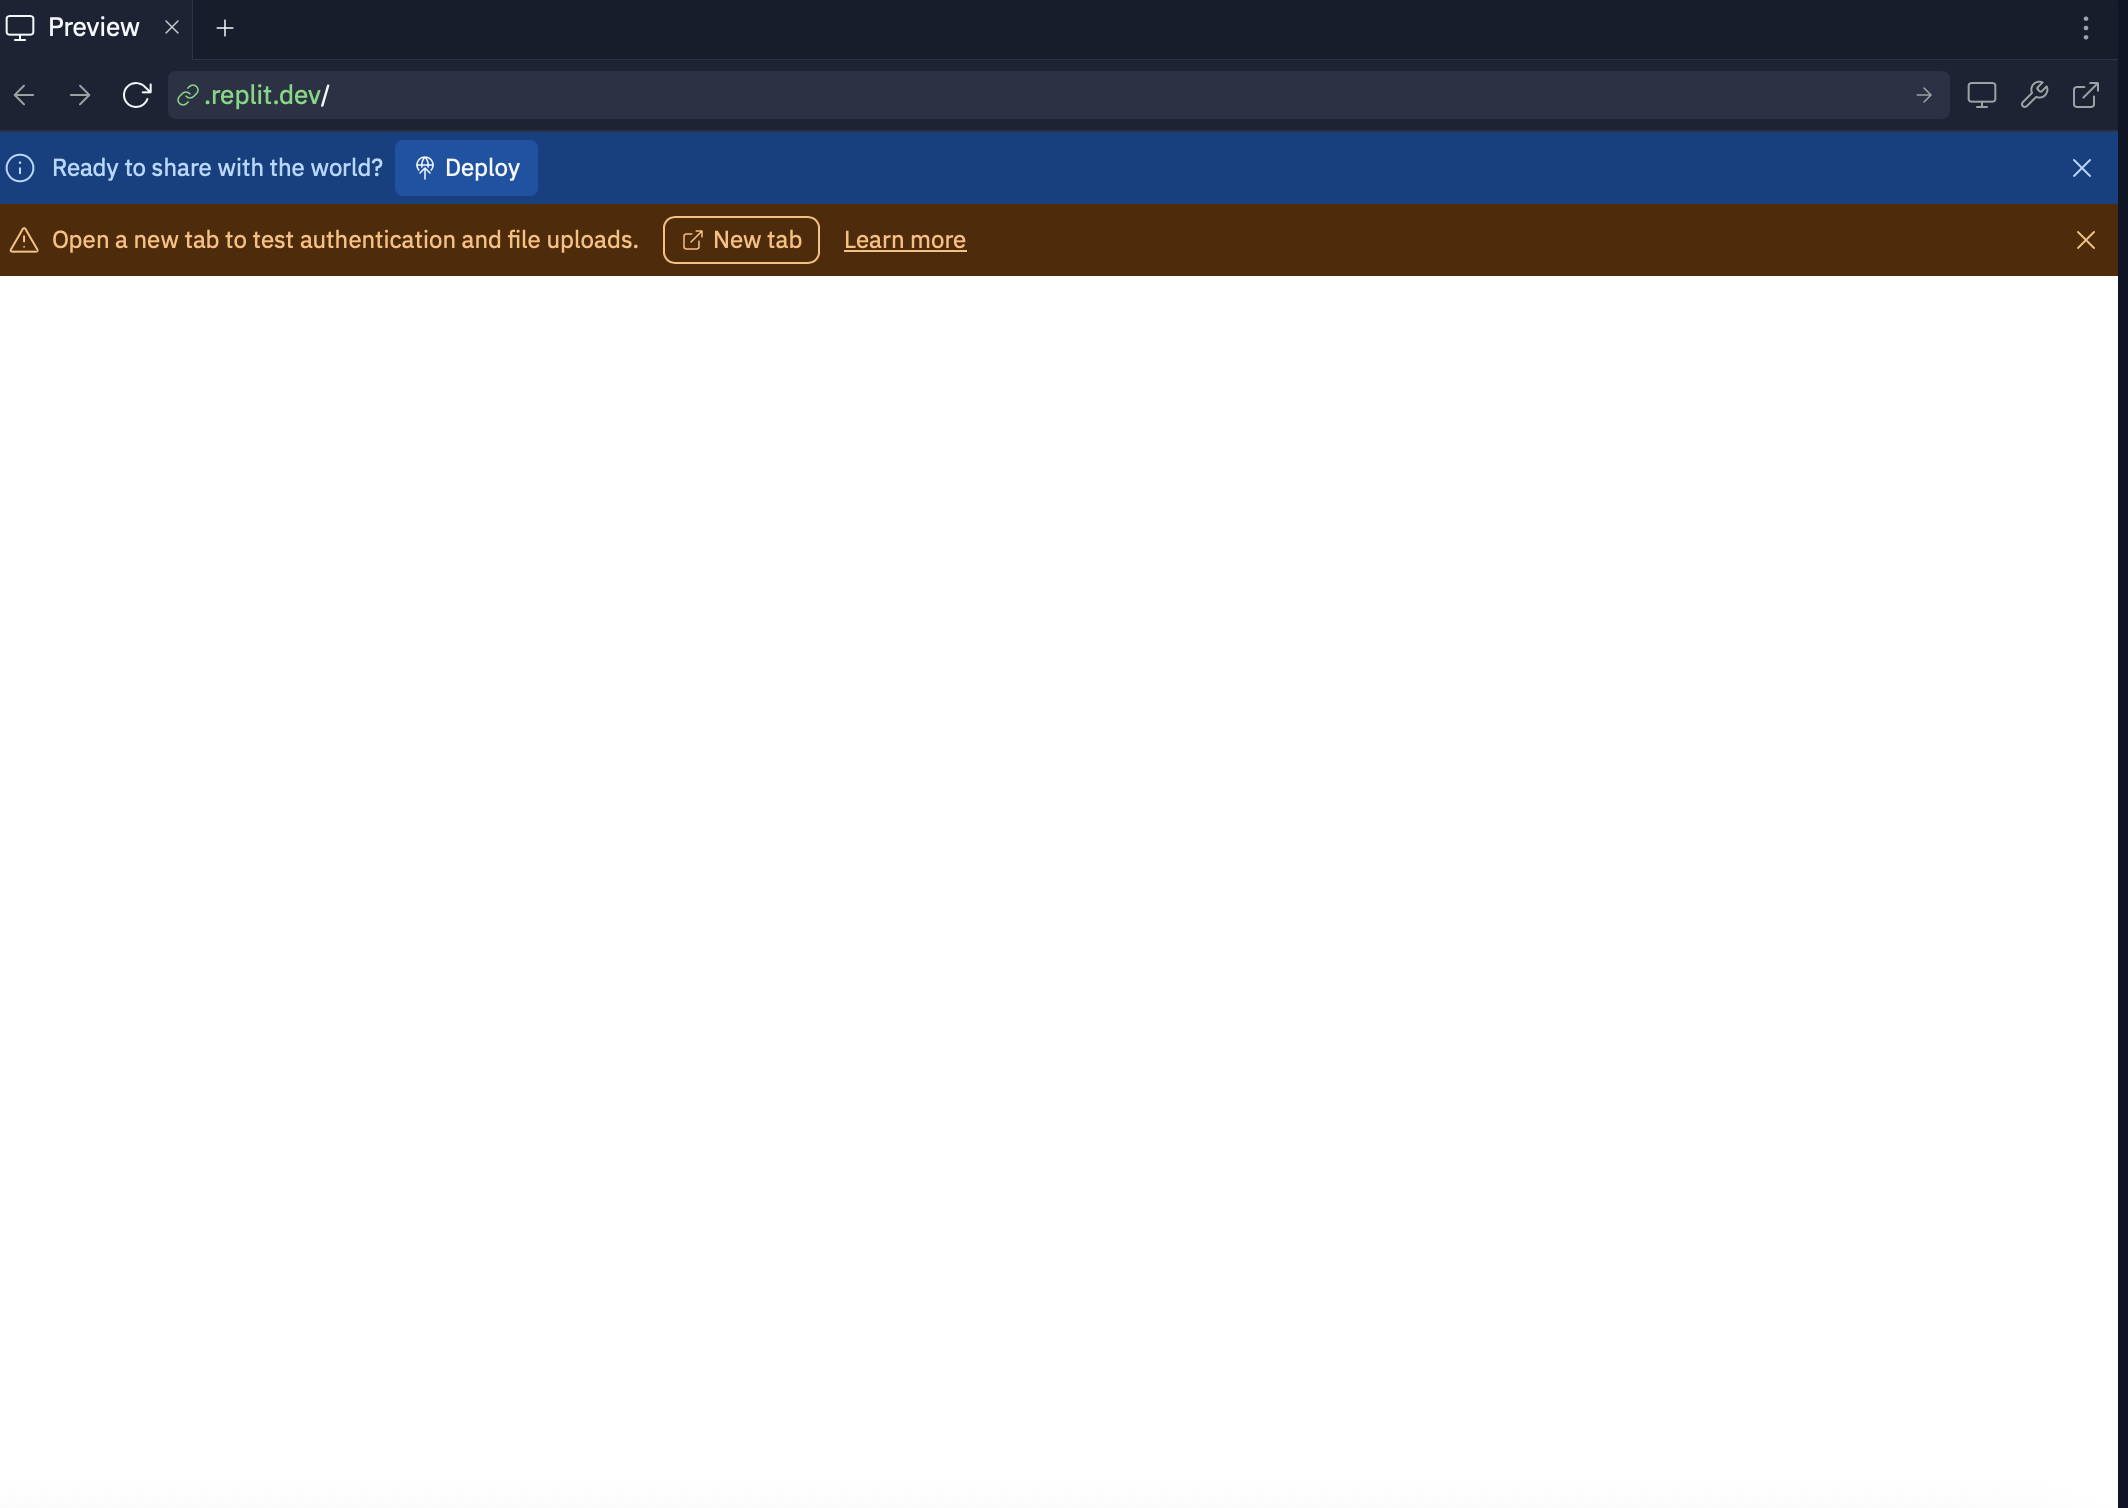 Preview
.replit.dev/
Ready to share with the world? Deploy
Open a new tab to test authentication and file uploads. New tab Learn more